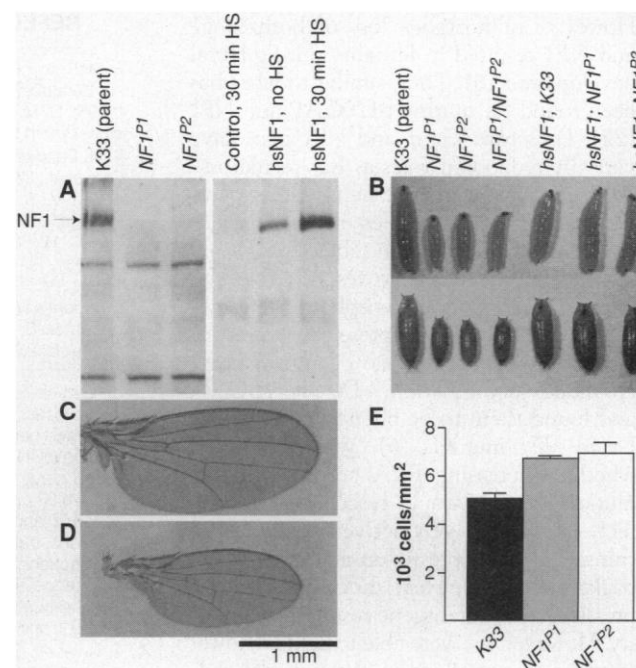 K33 (parent)
NF1P1
NF1P2
Control, 30 min HS
hsNF1, no HS
hsNF1, 30 min HS
K33 (parent)
NF1P1
NF1P2
NF1P1/NF1P2
hsNF1; K33
hsNF1; NF1P1
A
B
NF1
C
D
1 mm
E
10³ cells/mm²
8
6
4
2
K33
NF1P1
NF1P2